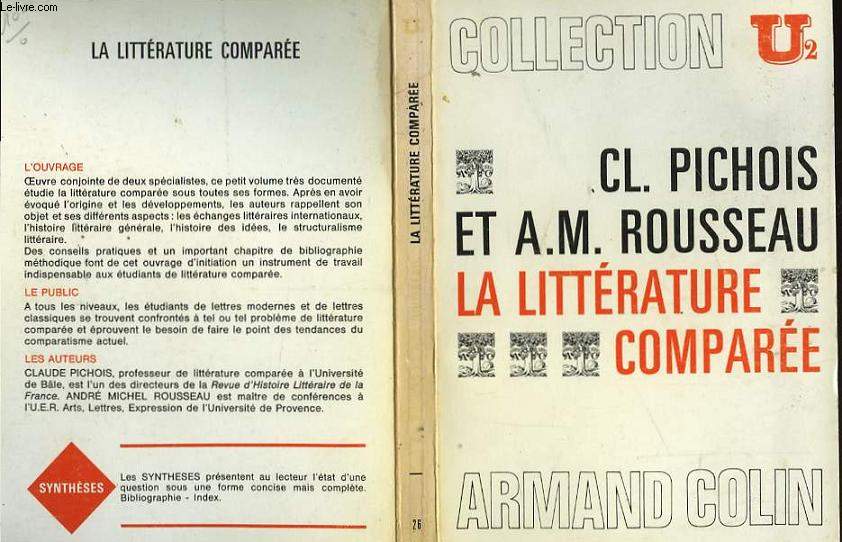 Le-livre.com
LA LITTÉRATURE COMPARÉE
L'OUVRAGE
Œuvre conjointe de deux spécialistes, ce petit volume très documenté
étudie la littérature comparée sous toutes ses formes. Après en avoir
évoqué l'origine et les développements, les auteurs rappellent son
objet et ses différents aspects : les échanges littéraires internationaux,
l'histoire littéraire générale, l'histoire des idées, le structuralisme
littéraire.
Des conseils pratiques et un important chapitre de bibliographie
méthodique font de cet ouvrage d'initiation un instrument de travail
indispensable aux étudiants de littérature comparée.
LE PUBLIC
A tous les niveaux, les étudiants de lettres modernes et de lettres
classiques se trouvent confrontés à tel ou tel problème de littérature
comparée et éprouvent le besoin de faire le point des tendances du
comparatisme actuel.
LES AUTEURS
CLAUDE PICHOIS, professeur de littérature comparée à l'Université
de Bâle, est l'un des directeurs de la Revue d'Histoire Littéraire de la
France. ANDRÉ MICHEL ROUSSEAU est maître de conférences à
l'U.E.R. Arts, Lettres, Expression de l'Université de Provence.
SYNTHÈSES
Les SYNTHESES présentent au lecteur l'état d'une
question sous une forme concise mais complète.
Bibliographie - Index.
LA LITTÉRATURE COMPARÉE
26
COLLECTION U2
CL. PICHOIS
ET A.M. ROUSSEAU
LA LITTÉRATURE
COMPARÉE
ARMAND COLIN